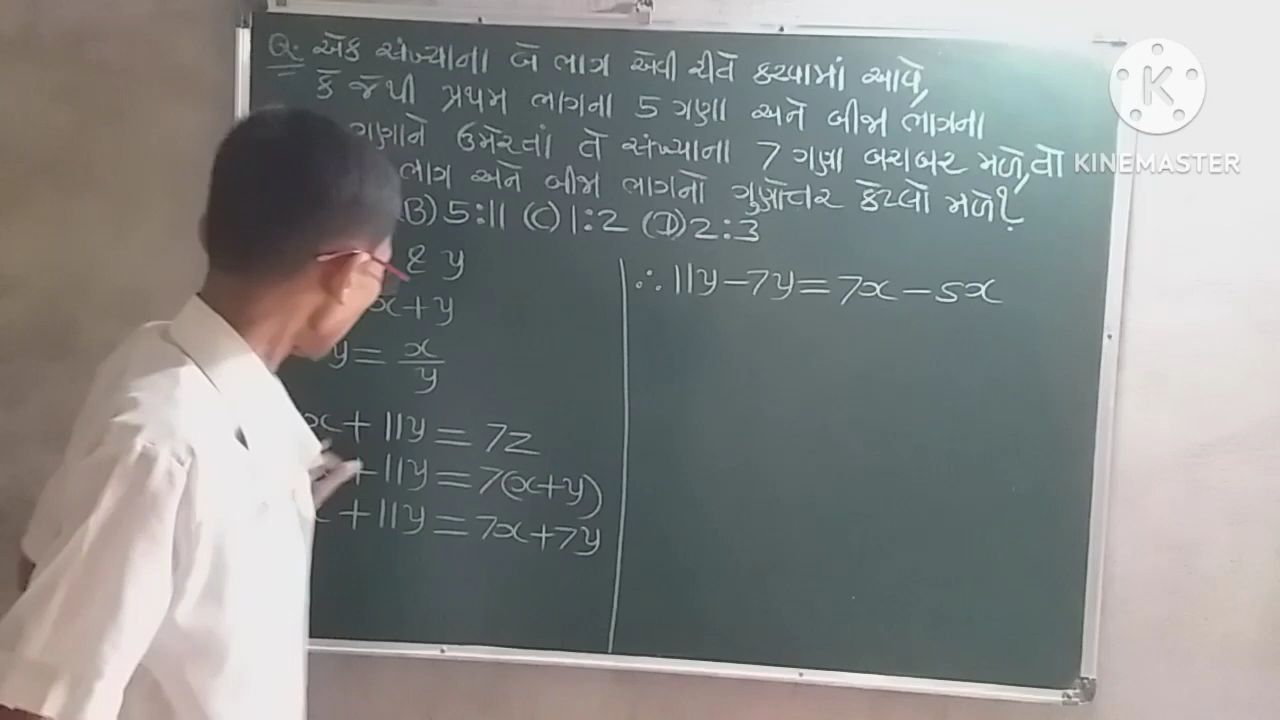 Q. એક સંખ્યાના બે ભાગ એવી રીતે કરવામાં આવે,
કે જેથી પ્રથમ ભાગના 5 ગણા અને બીજા ભાગના
ગણાને ઉમેરતાં તે સંખ્યાના 7 ગણા બરાબર મળે, તો
ભાગ અને બીજા ભાગનો ગુણોત્તર કેટલો મળે?
(B) 5:11 (C) 1:2 (D) 2:3
ટ y
x+y
y = x/y
x + 11y = 7z
+ 11y = 7(x+y)
x + 11y = 7x+7y
∴ 11y-7y = 7x-5x
K
KINEMASTER